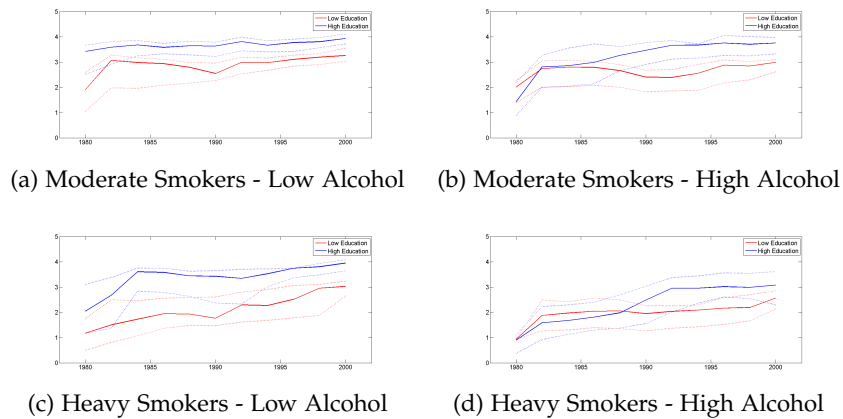 5
4
3
2
1
0
1980 1985 1990 1995 2000
Low Education
High Education
(a) Moderate Smokers - Low Alcohol
5
4
3
2
1
0
1980 1985 1990 1995 2000
Low Education
High Education
(b) Moderate Smokers - High Alcohol
5
4
3
2
1
0
1980 1985 1990 1995 2000
Low Education
High Education
(c) Heavy Smokers - Low Alcohol
5
4
3
2
1
0
1980 1985 1990 1995 2000
Low Education
High Education
(d) Heavy Smokers - High Alcohol